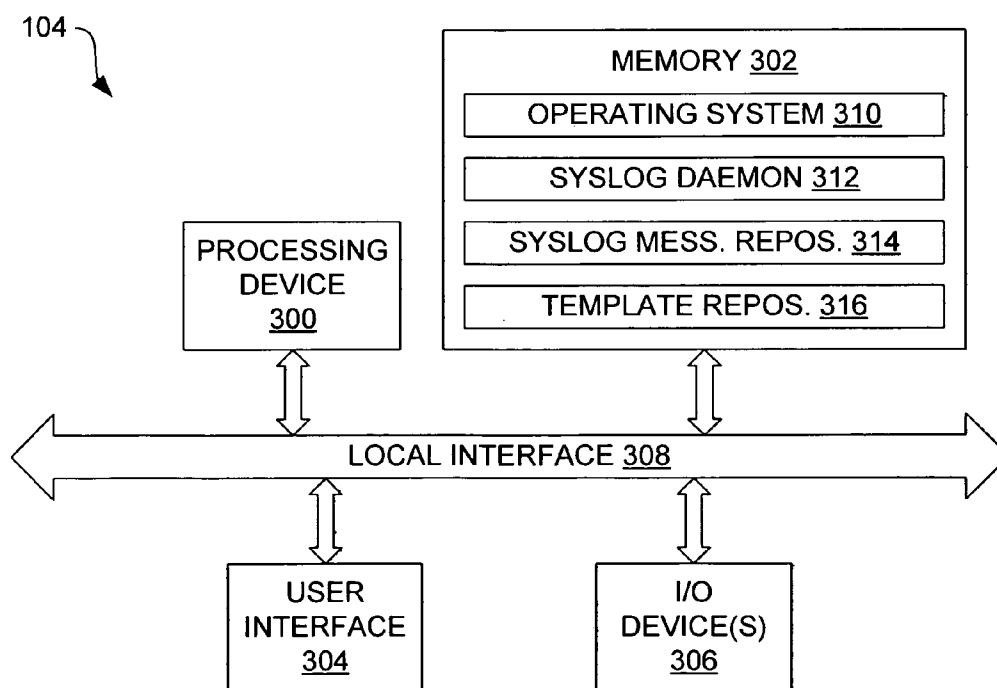 104
MEMORY 302
OPERATING SYSTEM 310
SYSLOG DAEMON 312
SYSLOG MESS. REPOS. 314
TEMPLATE REPOS. 316
PROCESSING
DEVICE
300
LOCAL INTERFACE 308
USER
INTERFACE
304
I/O
DEVICE(S)
306